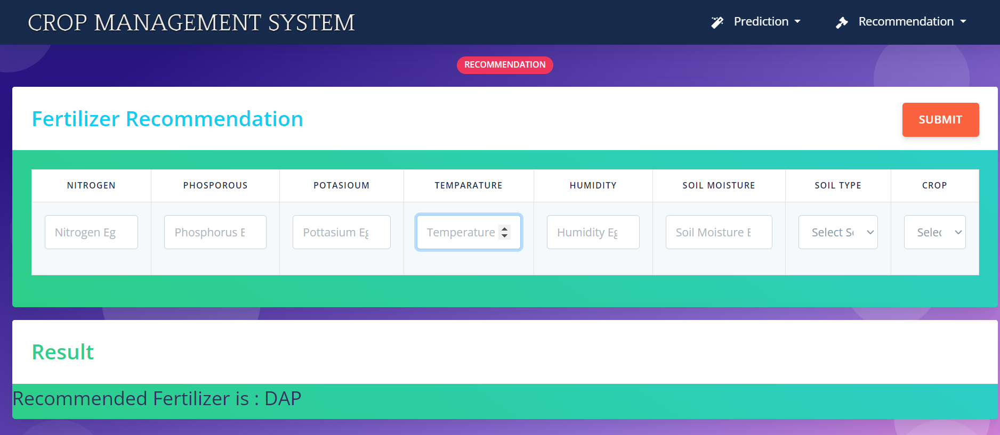 CROP MANAGEMENT SYSTEM
Prediction
Recommendation
RECOMMENDATION
Fertilizer Recommendation
SUBMIT
NITROGEN PHOSPOROUS POTASIOUM TEMPARATURE HUMIDITY SOIL MOISTURE SOIL TYPE CROP
Nitrogen Eg Phosphorus E Pottasium Eg Temperature Humidity Eg Soil Moisture E Select So Selec
Result
Recommended Fertilizer is : DAP